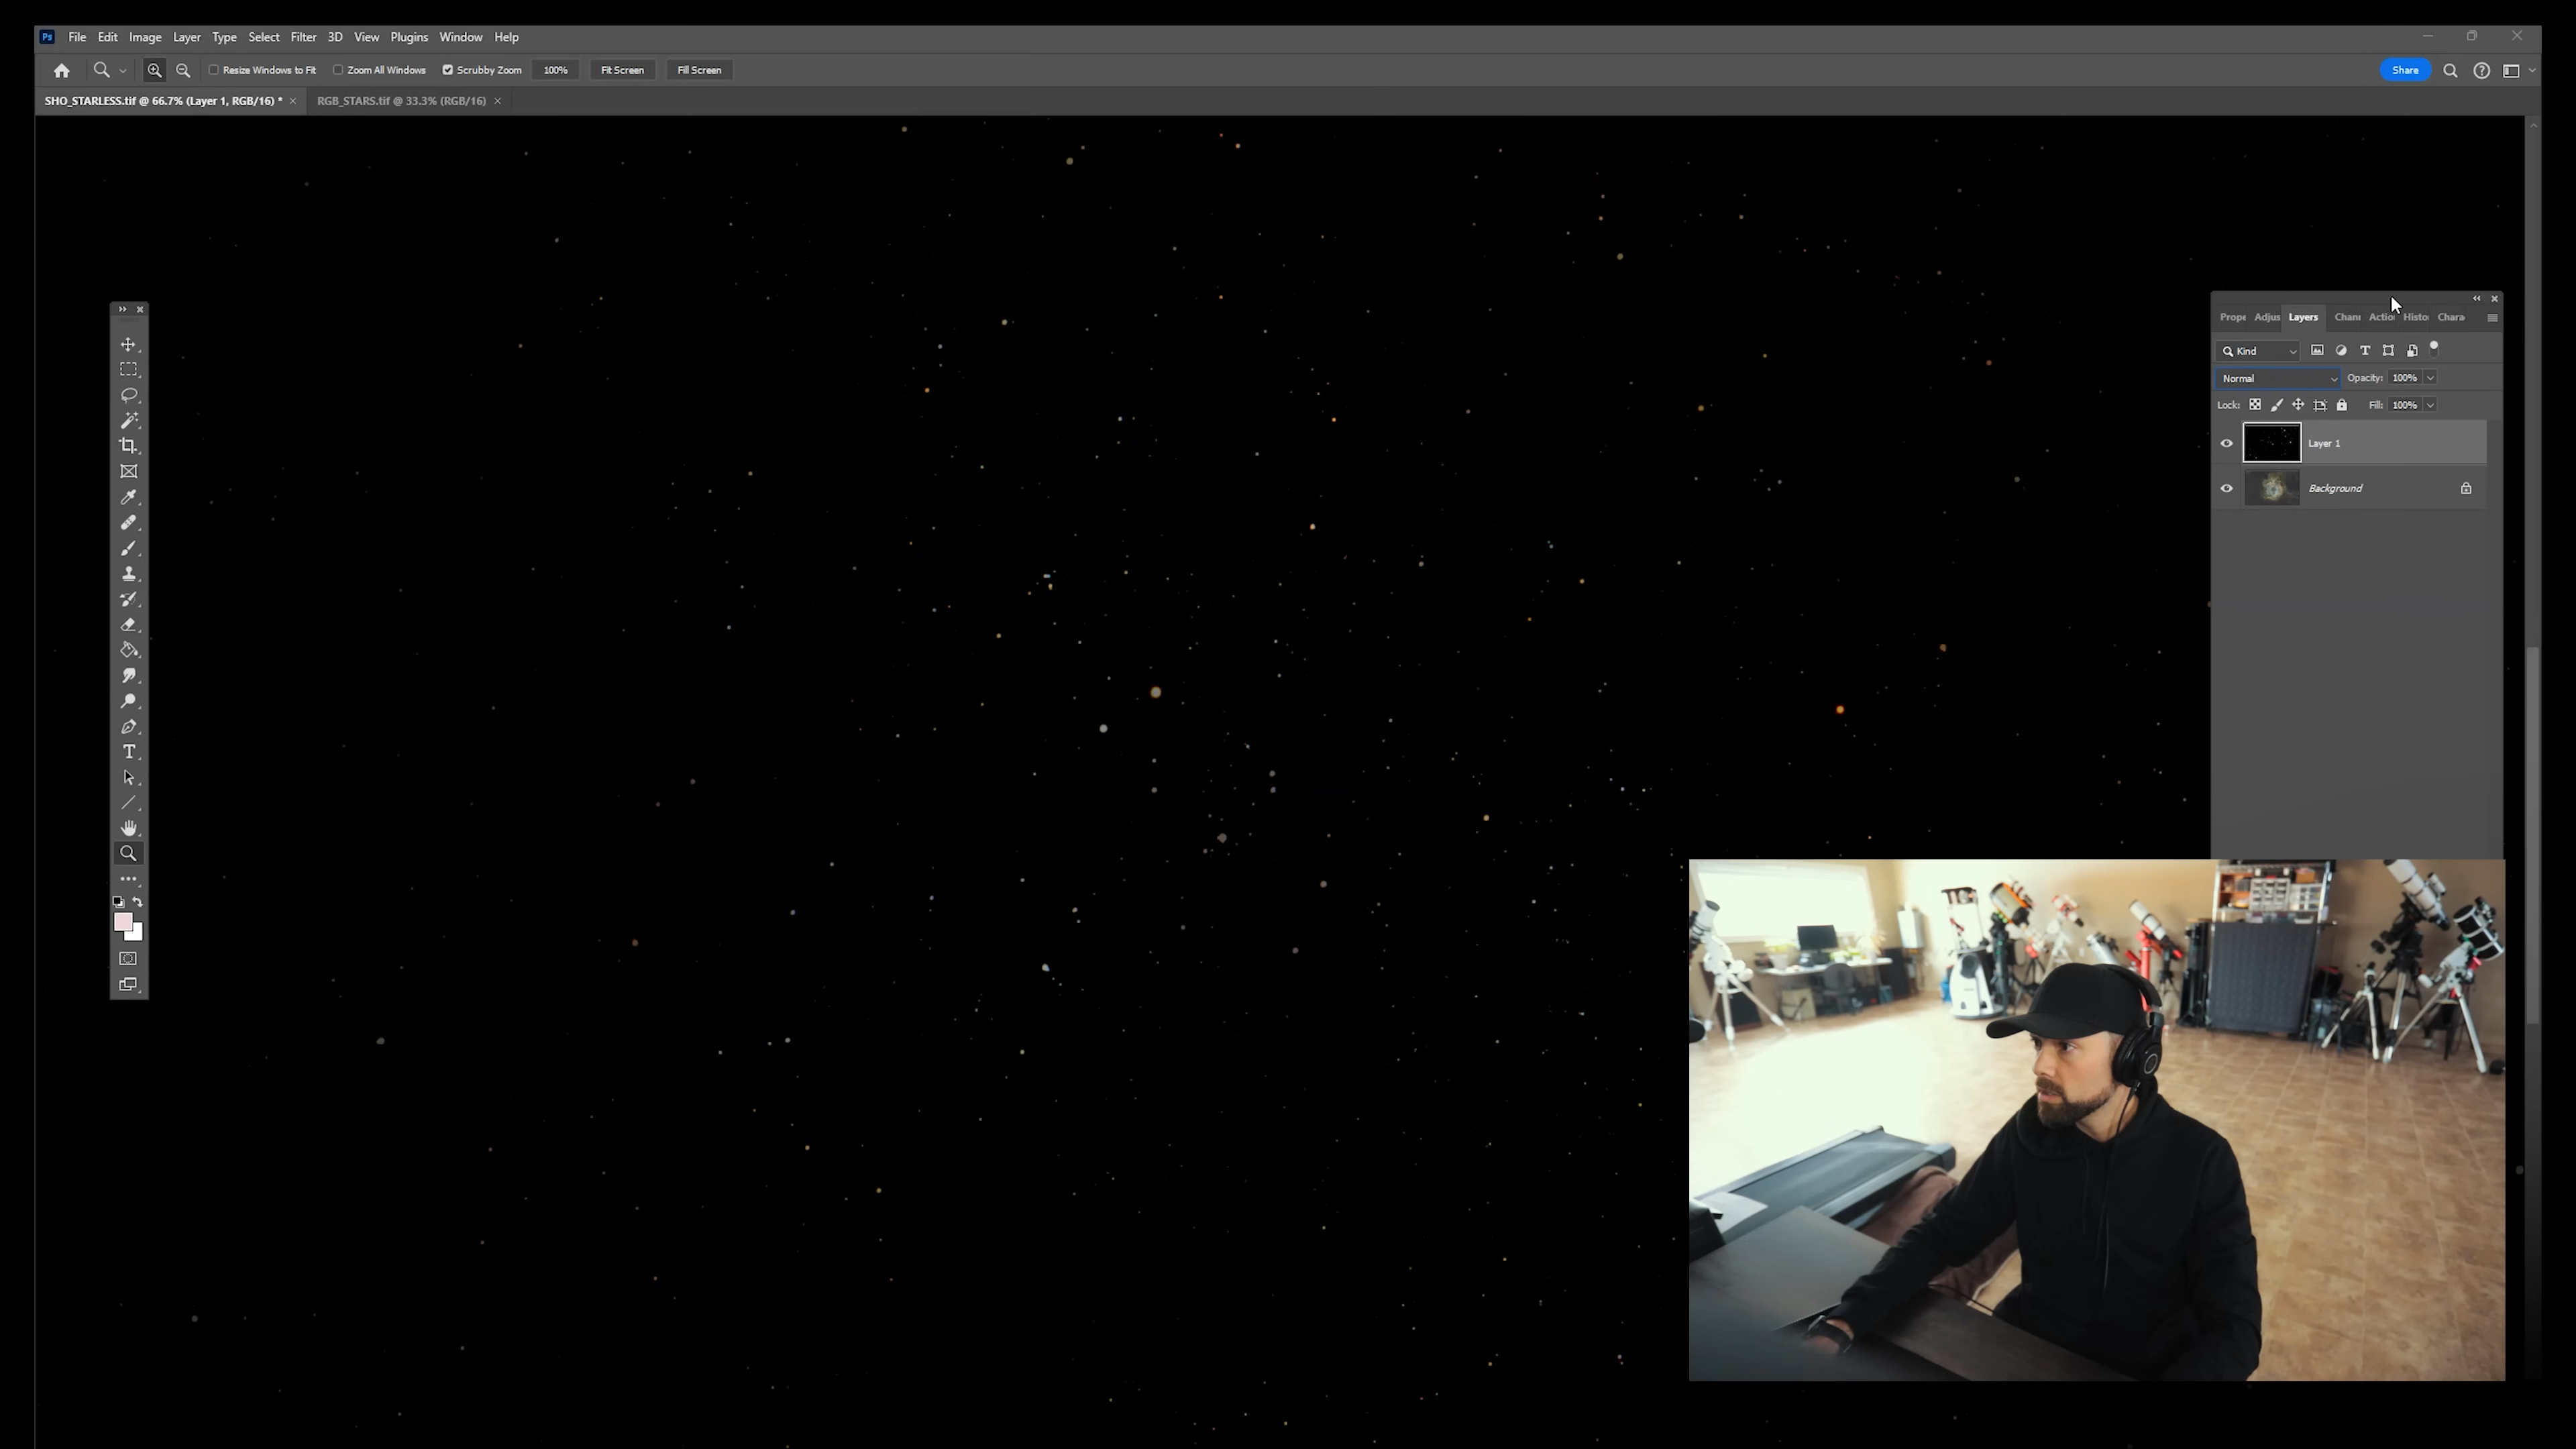 Ps File Edit Image Layer Type Select Filter 3D View Plugins Window Help
Resize Windows to Fit Zoom All Windows Scrubby Zoom 100% Fit Screen Fill Screen Share
SHO_STARLESS.tif @ 66.7% (Layer 1, RGB/16) * × RGB_STARS.tif @ 33.3% (RGB/16) ×
Prope Adjus Layers Chann Actio Histo Chara
Kind
Normal Opacity: 100%
Lock: Fill: 100%
Layer 1
Background